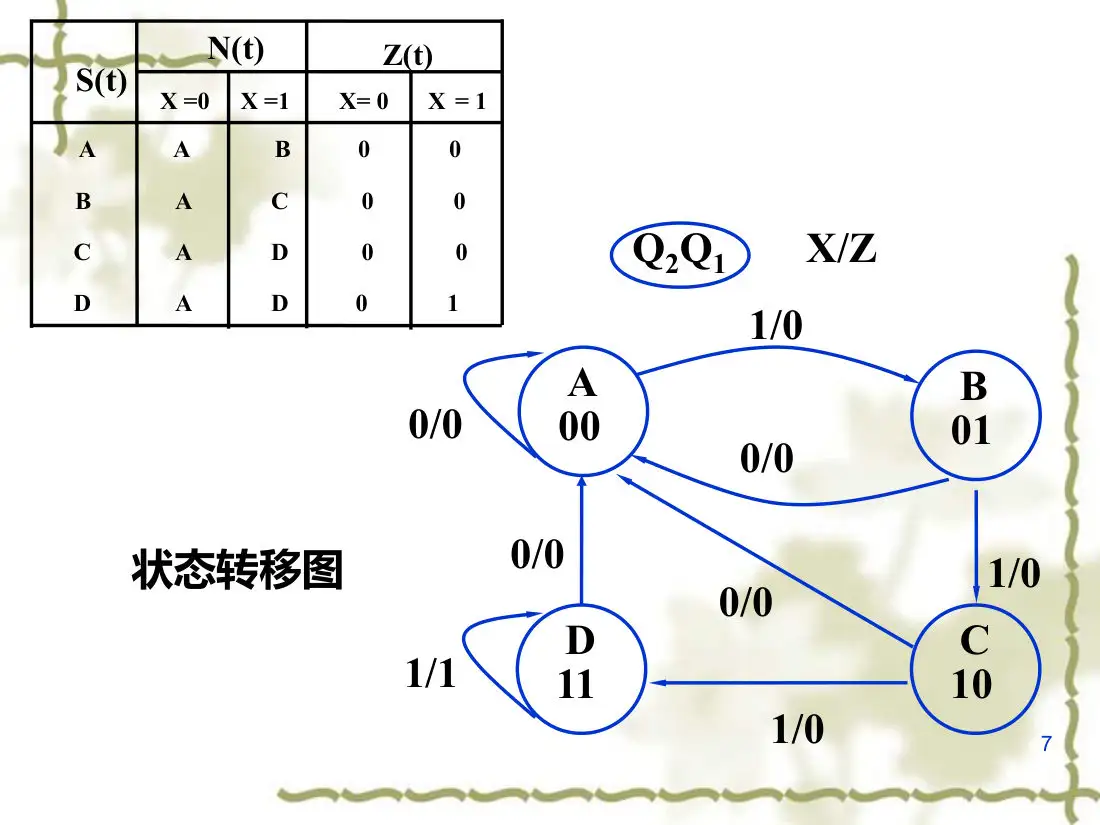 S(t) N(t) Z(t)
X =0 X =1 X= 0 X = 1
A A B 0 0
B A C 0 0
C A D 0 0
D A D 0 1
Q₂Q₁ X/Z
1/0
A
00
B
01
0/0
0/0
状态转移图
0/0
1/0
0/0
D
11
C
10
1/1
1/0
7